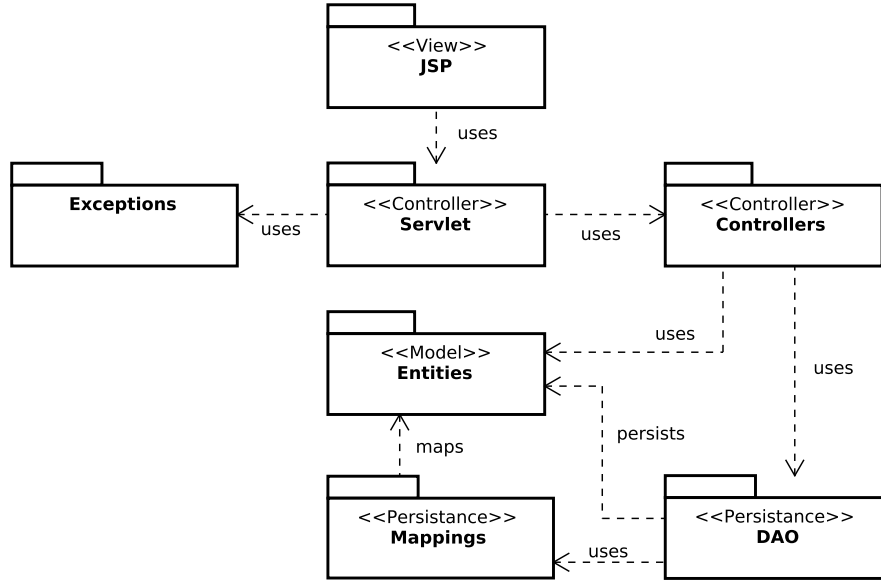 <<View>>
JSP
uses
Exceptions
<<Controller>>
Servlet
<<Controller>>
Controllers
uses
uses
uses
<<Model>>
Entities
uses
persists
maps
<<Persistance>>
Mappings
<<Persistance>>
DAO
uses